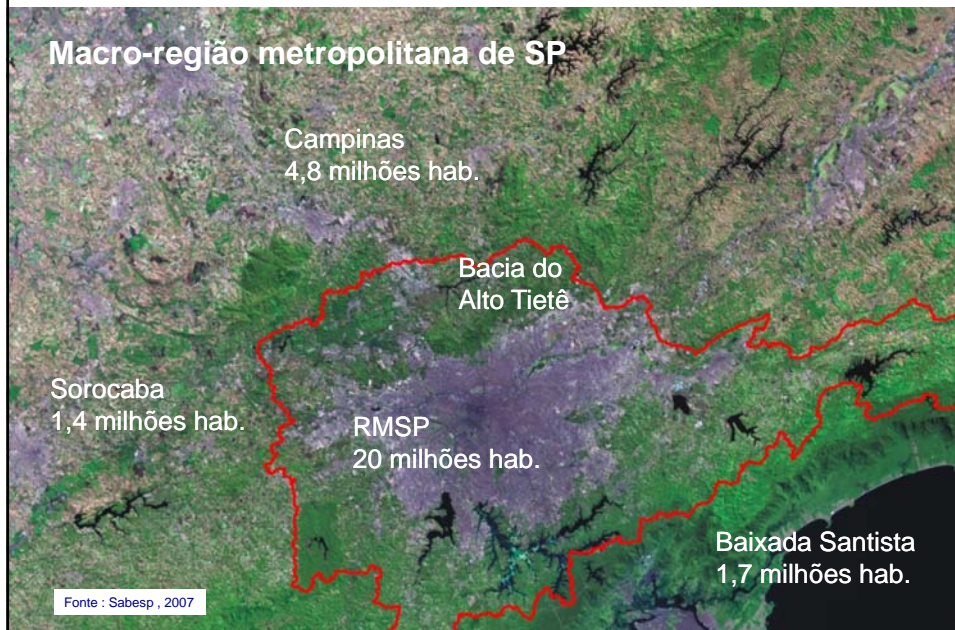 Macro-região metropolitana de SP
Campinas
4,8 milhões hab.
Bacia do
Alto Tietê
Sorocaba
1,4 milhões hab.
RMSP
20 milhões hab.
Baixada Santista
1,7 milhões hab.
Fonte : Sabesp , 2007